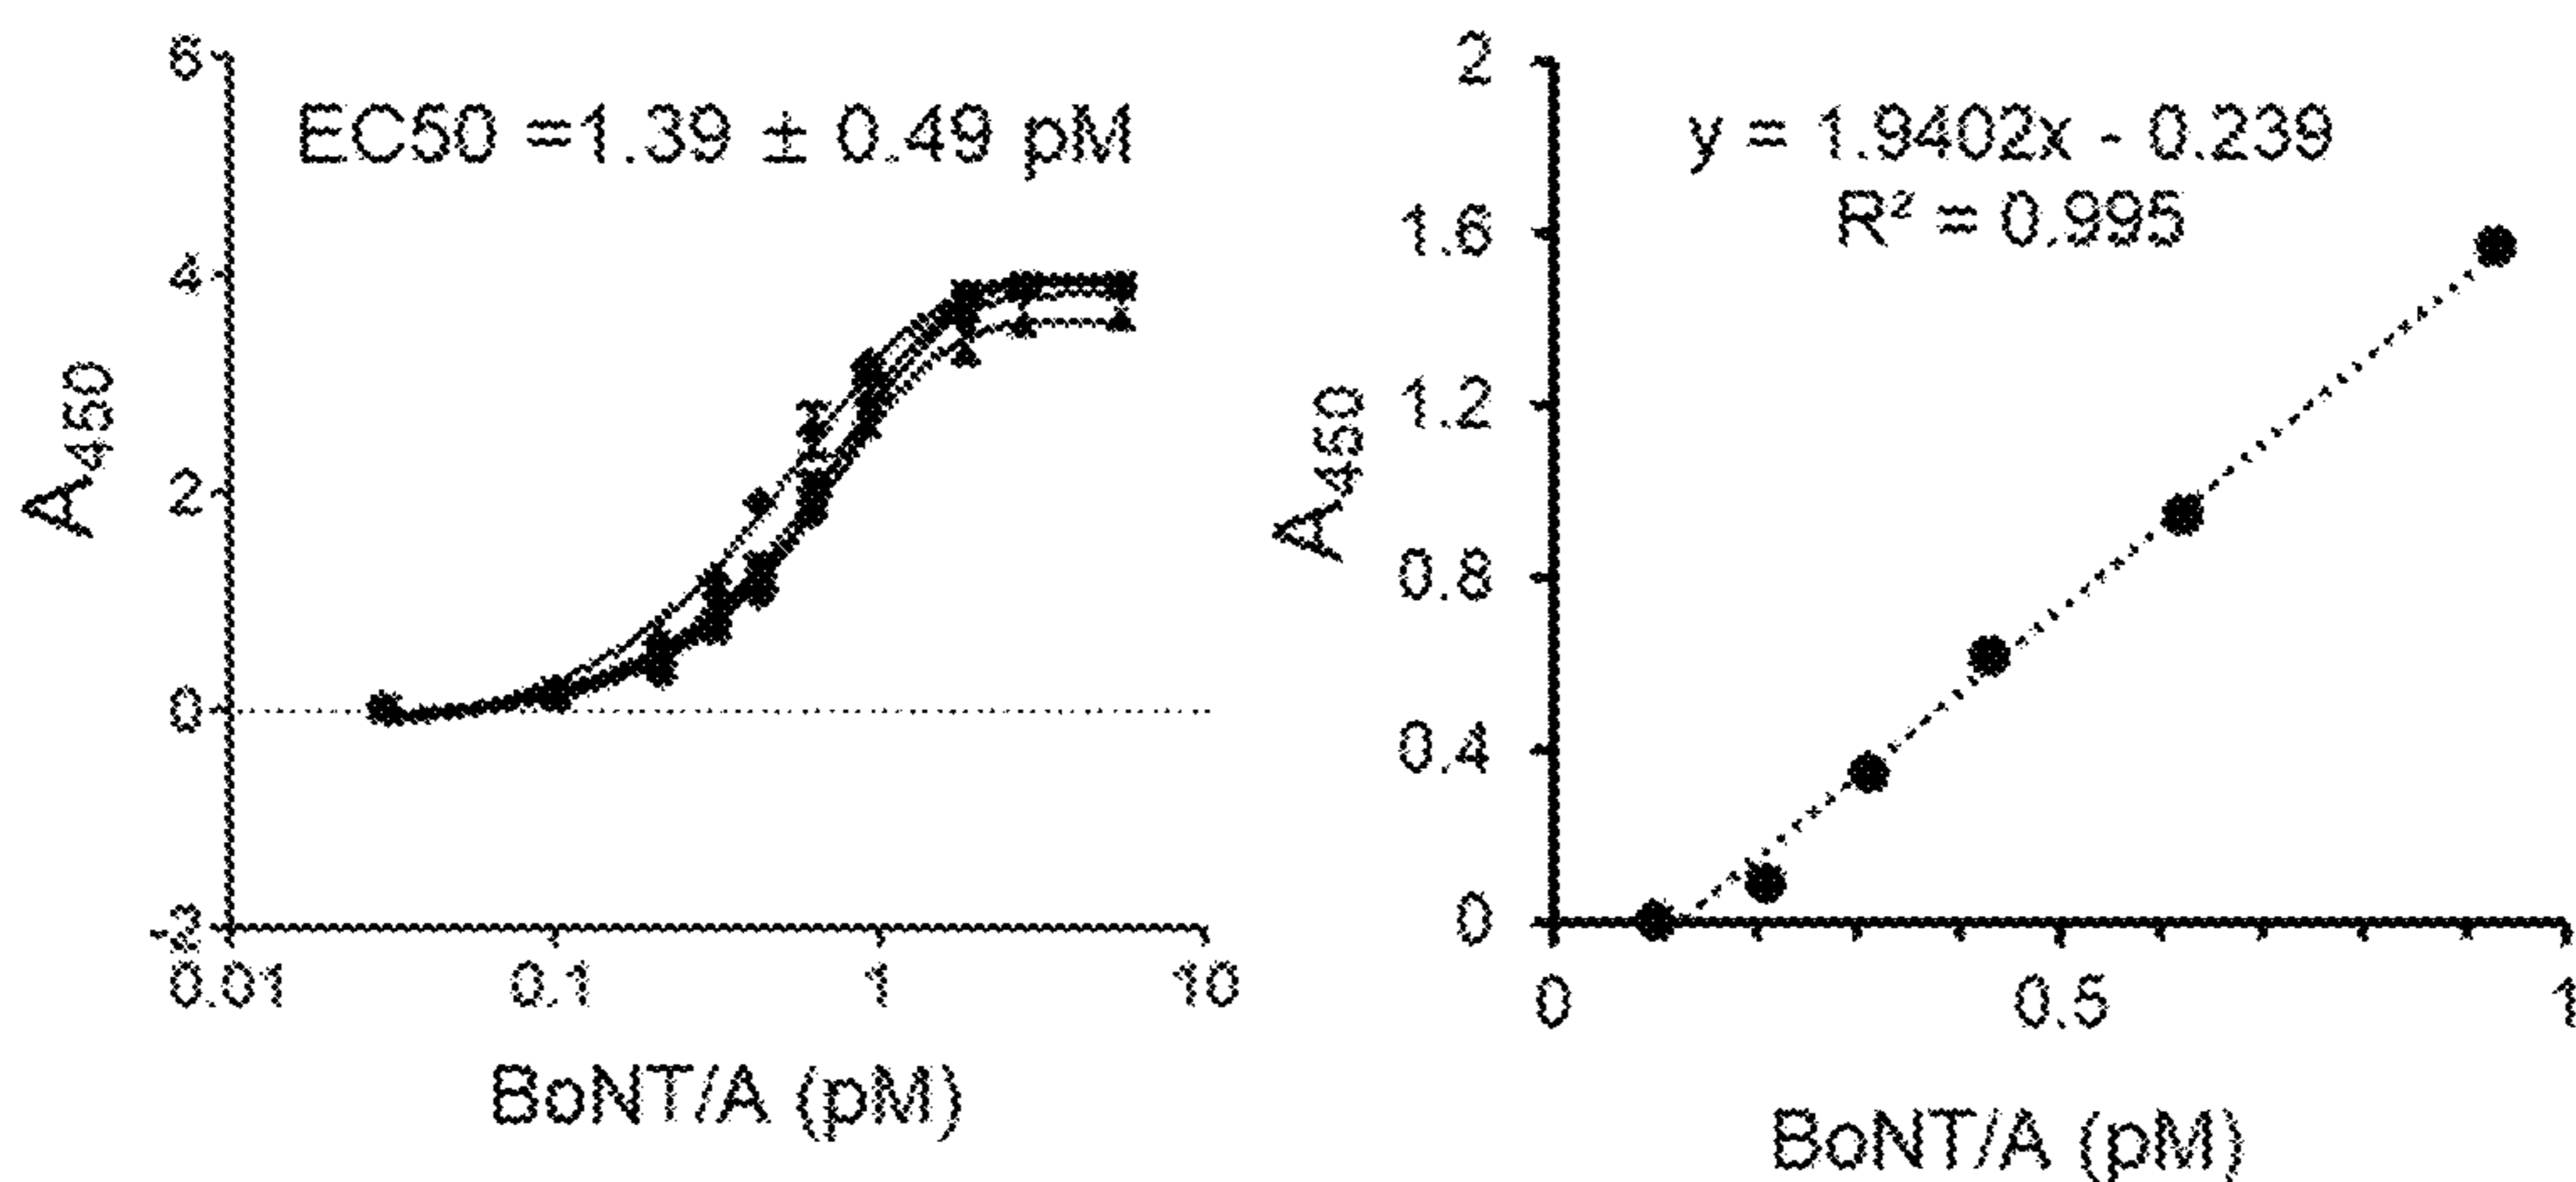 6
EC50 =1.39 ± 0.49 pM
4
2
0
-2
A450
0.01 0.1 1 10
BoNT/A (pM)
2
y = 1.9402x - 0.239
R² = 0.995
1.6
1.2
0.8
0.4
0
A450
0 0.5 1
BoNT/A (pM)